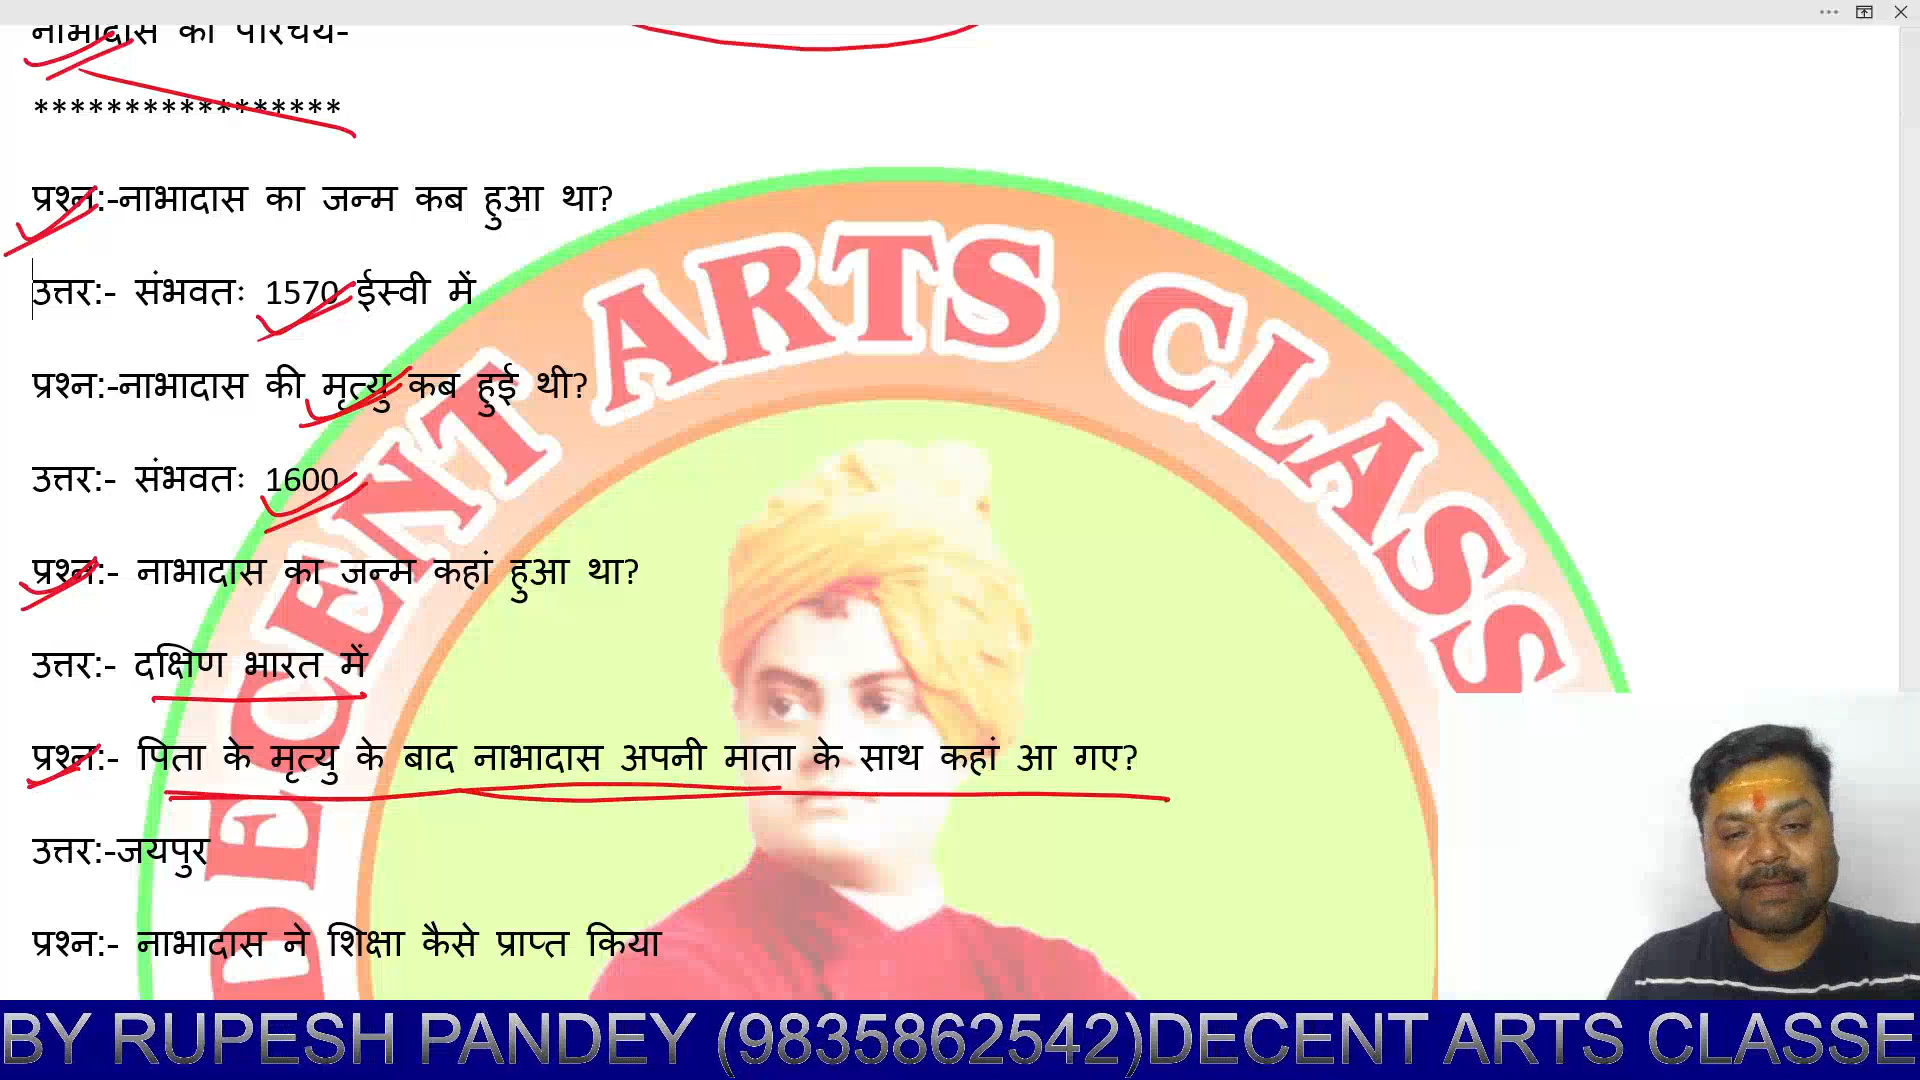 नाभादास का परिचय-
*****************
प्रश्न:-नाभादास का जन्म कब हुआ था?
उत्तर:- संभवतः 1570 ईस्वी में
प्रश्न:-नाभादास की मृत्यु कब हुई थी?
उत्तर:- संभवतः 1600
प्रश्न:- नाभादास का जन्म कहां हुआ था?
उत्तर:- दक्षिण भारत में
प्रश्न:- पिता के मृत्यु के बाद नाभादास अपनी माता के साथ कहां आ गए?
उत्तर:-जयपुर
प्रश्न:- नाभादास ने शिक्षा कैसे प्राप्त किया
DECENT ARTS CLASS
BY RUPESH PANDEY (9835862542)DECENT ARTS CLASSE